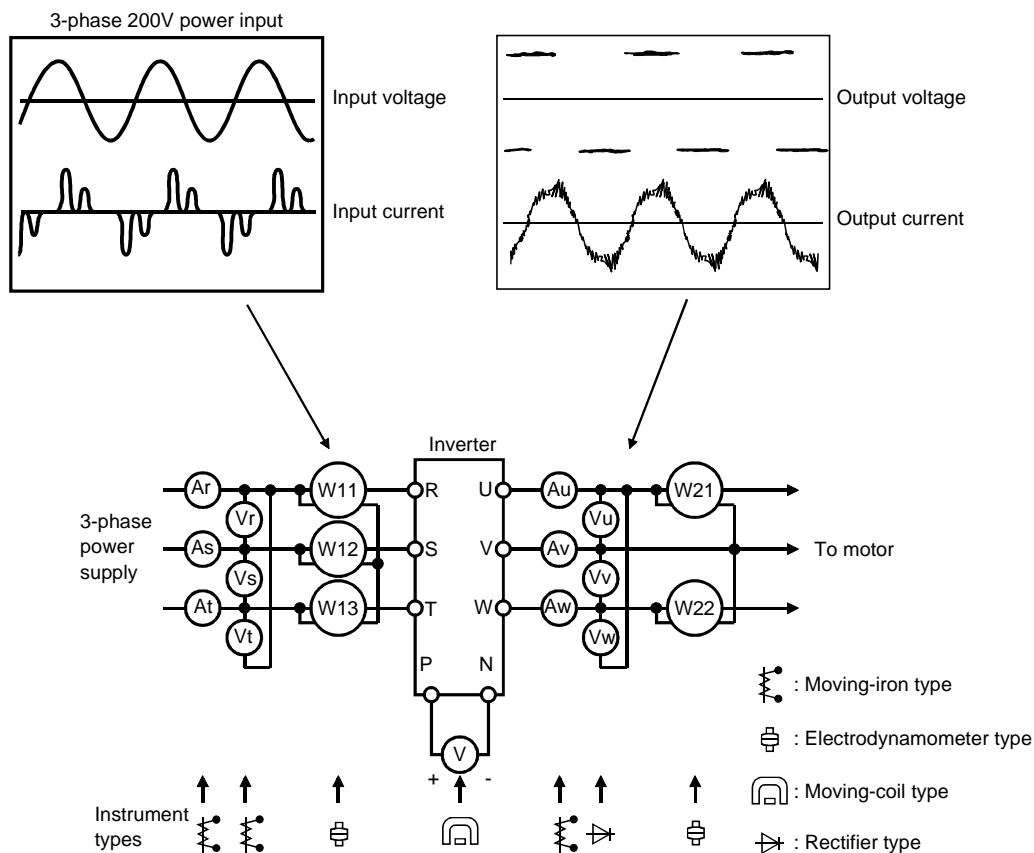 3-phase 200V power input
Input voltage
Input current
Output voltage
Output current
Inverter
Ar
W11
R
U
Au
W21
Vr
Vu
3-phase
power
supply
As
W12
S
V
Av
To motor
Vs
Vv
At
W13
T
W
Aw
W22
Vt
Vw
P
N
V
+
-
: Moving-iron type
: Electrodynamometer type
: Moving-coil type
: Rectifier type
Instrument
types